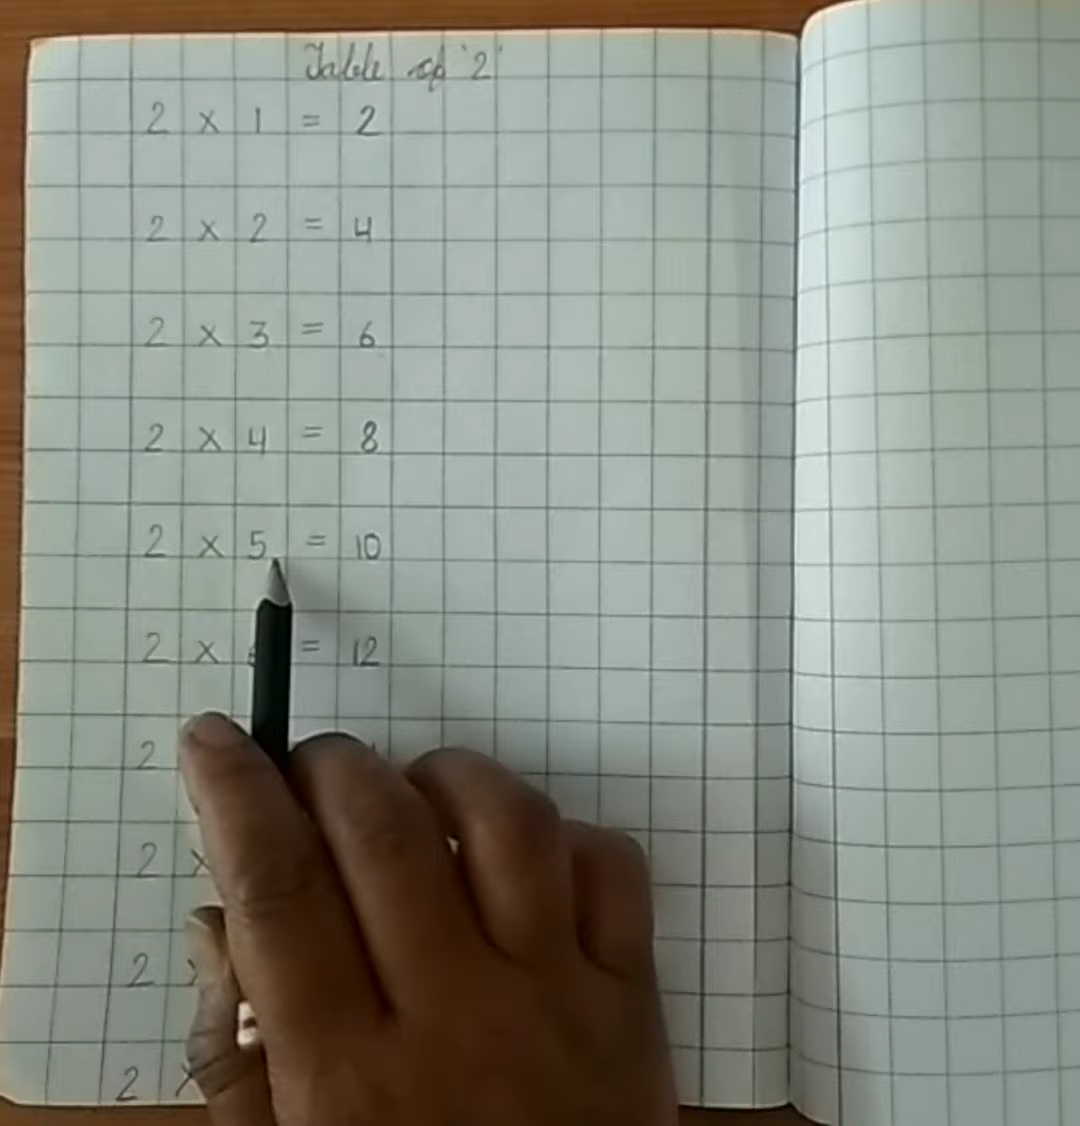 Table of '2'
2 × 1 = 2
2 × 2 = 4
2 × 3 = 6
2 × 4 = 8
2 × 5 = 10
2 × = 12
2
2 ×
2 ×
2 ×